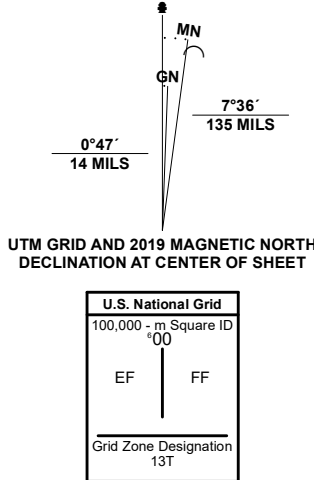 MN
GN
7°36´
135 MILS
0°47´
14 MILS
UTM GRID AND 2019 MAGNETIC NORTH
DECLINATION AT CENTER OF SHEET
U.S. National Grid
100,000 - m Square ID
⁶00
EF FF
Grid Zone Designation
13T